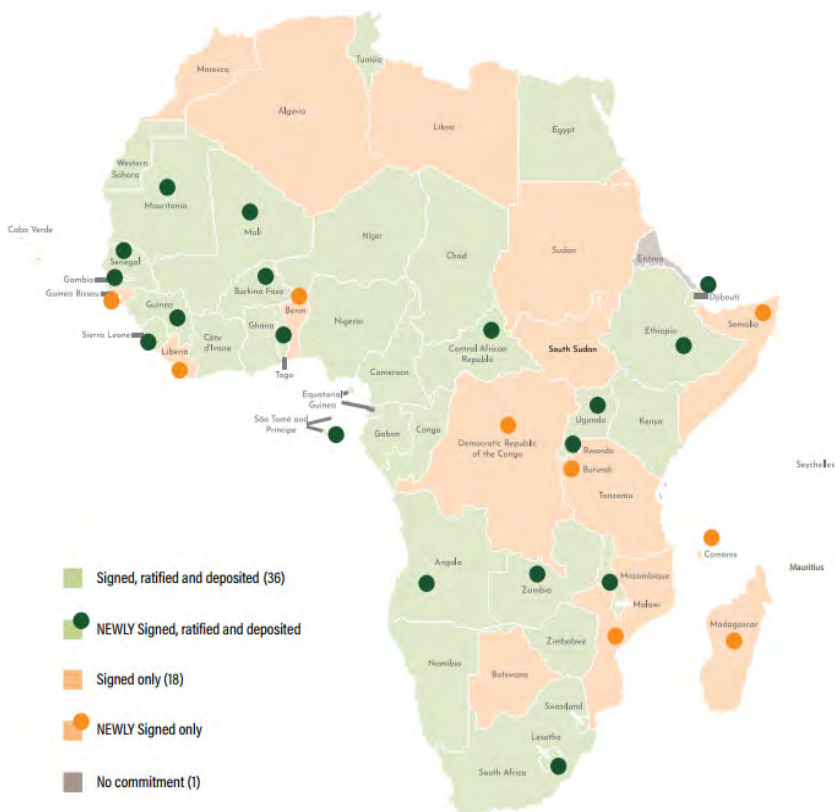 Tunisia
Morocco
Algeria
Libya
Egypt
Western
Sahara
Mauritania
Mali
Niger
Chad
Sudan
Eritrea
Cabo Verde
Senegal
Gambia
Guinea Bissau
Guinea
Burkina Faso
Benin
Djibouti
Somalia
Ethiopia
Sierra Leone
Liberia
Côte
d'Ivoire
Ghana
Togo
Nigeria
Central African
Republic
South Sudan
Cameroon
Equatorial
Guinea
São Tomé and
Príncipe
Gabon
Congo
Democratic Republic
of the Congo
Uganda
Kenya
Rwanda
Burundi
Tanzania
Seychelles
Comoros
Mauritius
Angola
Zambia
Mozambique
Malawi
Madagascar
Zimbabwe
Namibia
Botswana
Swaziland
Lesotho
South Africa
Signed, ratified and deposited (36)
NEWLY Signed, ratified and deposited
Signed only (18)
NEWLY Signed only
No commitment (1)